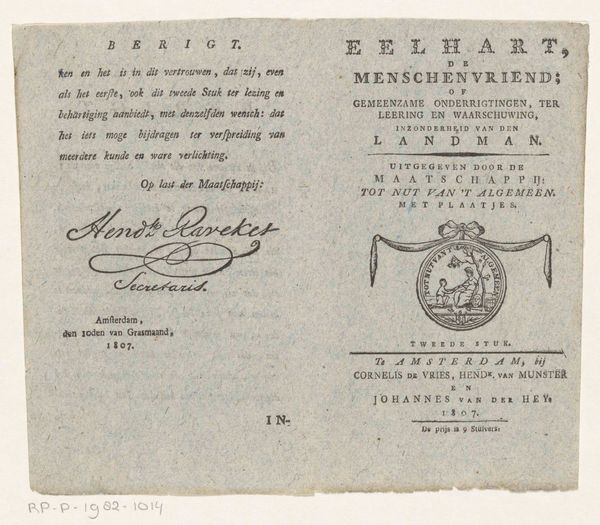 BERIGT.
ken en het is in dit vertrouwen, dat zij, even
als het eerste, ook dit tweede Stuk ter lezing en
behartiging aanbiedt, met denzelfden wensch: dat
het iets moge bijdragen ter verspreiding van
meerdere kunde en ware verlichting.
Op last der Maatschappij:
Hendk Ravekes
Secretaris.
Amsterdam,
den 10den van Grasmaand,
1807.
IN-
EELHART,
DE
MENSCHENVRIEND;
OF
GEMEENZAME ONDERRIGTINGEN, TER
LEERING EN WAARSCHUWING,
INZONDERHEID VAN DEN
LANDMAN.
UITGEGEVEN DOOR DE
MAATSCHAPPIJ:
TOT NUT VAN 'T ALGEMEEN.
MET PLAATJES.
TOT NUT VAN T ALGEMEEN
TWEEDE STUK.
Te AMSTERDAM, bij
CORNELIS DE VRIES, HENDK. VAN MUNSTER
EN
JOHANNES VAN DER HEY.
1807.
De prijs is 9 Stuivers.
RP-P-1982-1014